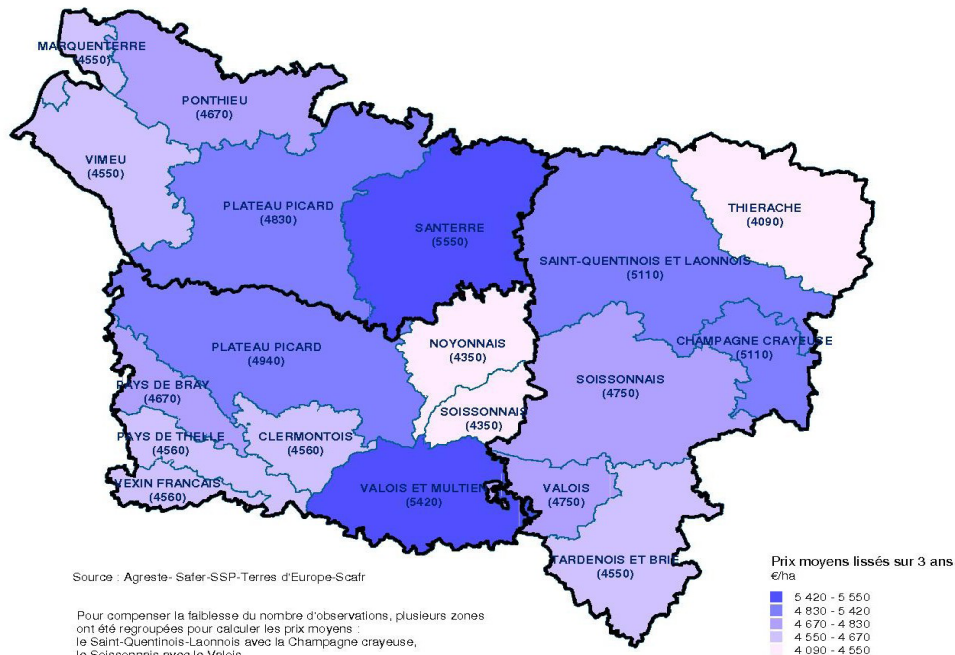 MARQUENTERRE
(4550)
PONTHIEU
(4670)
VIMEU
(4550)
PLATEAU PICARD
(4830)
SANTERRE
(5550)
THIERACHE
(4090)
SAINT-QUENTINOIS ET LAONNOIS
(5110)
PLATEAU PICARD
(4940)
NOYONNAIS
(4350)
CHAMPAGNE CRAYEUSE
(5110)
PAYS DE BRAY
(4670)
SOISSONNAIS
(4750)
SOISSONNAIS
(4350)
PAYS DE THELLE
(4560)
CLERMONTOIS
(4560)
VEXIN FRANCAIS
(4560)
VALOIS ET MULTIEN
(5420)
VALOIS
(4750)
TARDENOIS ET BRIE
(4550)
Source : Agreste- Safer-SSP-Terres d'Europe-Scafr
Pour compenser la faiblesse du nombre d'observations, plusieurs zones
ont été regroupées pour calculer les prix moyens :
le Saint-Quentinois-Laonnois avec la Champagne crayeuse,
le Soissonnais avec le Valois
Prix moyens lissés sur 3 ans
€/ha
5 420 - 5 550
4 830 - 5 420
4 670 - 4 830
4 550 - 4 670
4 090 - 4 550